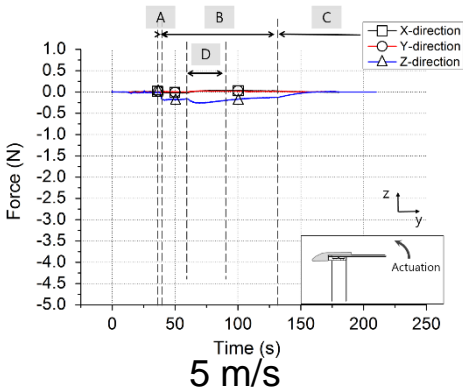 A B C
X-direction
Y-direction
Z-direction
D
1.0
0.5
0.0
-0.5
-1.0
-1.5
-2.0
-2.5
-3.0
-3.5
-4.0
-4.5
-5.0
Force (N)
z
y
Actuation
0 50 100 150 200 250
Time (s)
5 m/s